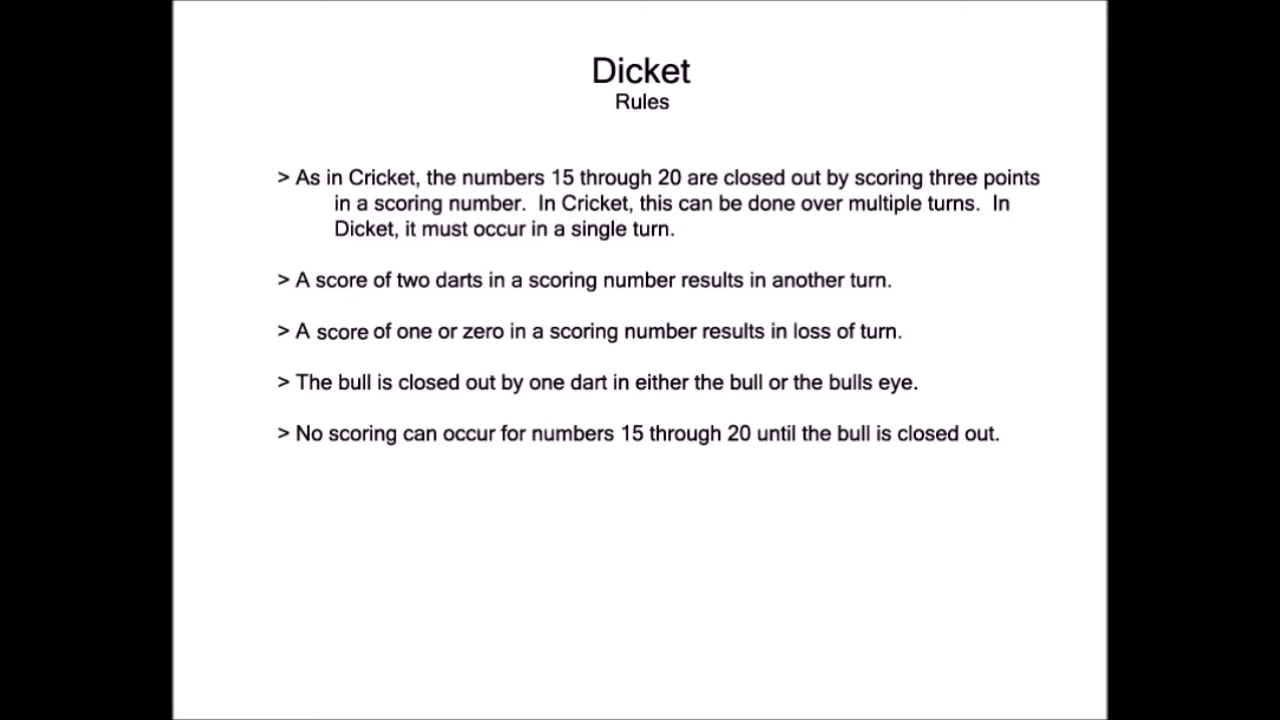 Dicket
Rules
> As in Cricket, the numbers 15 through 20 are closed out by scoring three points
in a scoring number.  In Cricket, this can be done over multiple turns.  In
Dicket, it must occur in a single turn.
> A score of two darts in a scoring number results in another turn.
> A score of one or zero in a scoring number results in loss of turn.
> The bull is closed out by one dart in either the bull or the bulls eye.
> No scoring can occur for numbers 15 through 20 until the bull is closed out.